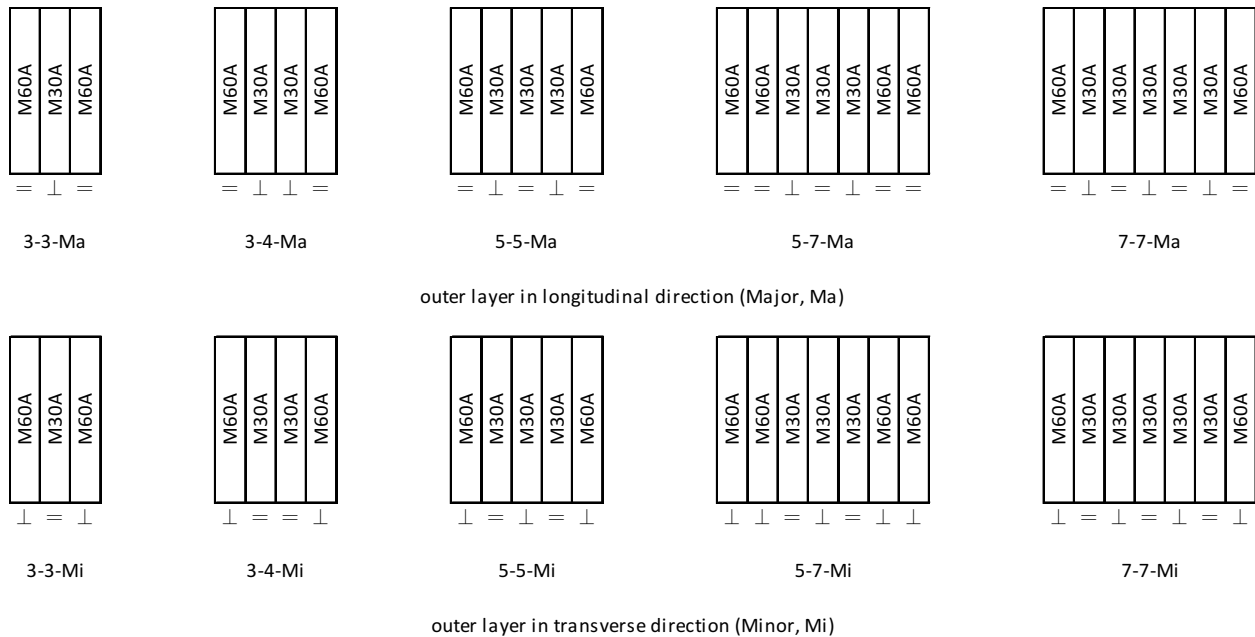 M60A M30A M60A M60A M30A M30A M60A M60A M30A M30A M30A M60A M60A M60A M30A M30A M30A M60A M60A M60A M30A M30A M30A M30A M30A M60A
= ⊥ = = ⊥ ⊥ = = ⊥ = ⊥ = = = ⊥ = ⊥ = = = ⊥ = ⊥ = ⊥ =
3-3-Ma 3-4-Ma 5-5-Ma 5-7-Ma 7-7-Ma
outer layer in longitudinal direction (Major, Ma)
M60A M30A M60A M60A M30A M30A M60A M60A M30A M30A M30A M60A M60A M60A M30A M30A M30A M60A M60A M60A M30A M30A M30A M30A M30A M60A
⊥ = ⊥ ⊥ = = ⊥ ⊥ = ⊥ = ⊥ ⊥ ⊥ = ⊥ = ⊥ ⊥ ⊥ = ⊥ = ⊥ = ⊥
3-3-Mi 3-4-Mi 5-5-Mi 5-7-Mi 7-7-Mi
outer layer in transverse direction (Minor, Mi)